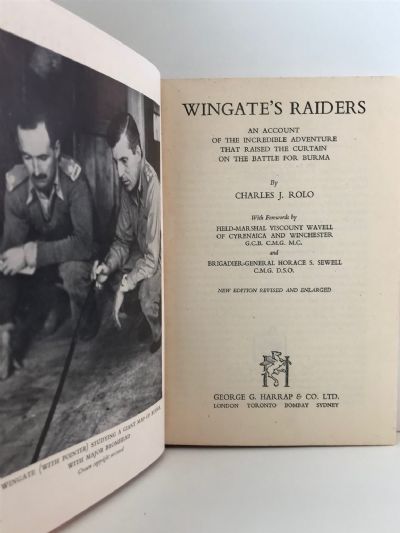 WINGATE (WITH POINTER) STUDYING A GIANT MAP OF BURMA
WITH MAJOR BROMHEAD
Crown copyright reserved
WINGATE'S RAIDERS
AN ACCOUNT
OF THE INCREDIBLE ADVENTURE
THAT RAISED THE CURTAIN
ON THE BATTLE FOR BURMA
By
CHARLES J. ROLO
With Forewords by
FIELD-MARSHAL VISCOUNT WAVELL
OF CYRENAICA AND WINCHESTER
G.C.B. C.M.G. M.C.
and
BRIGADIER-GENERAL HORACE S. SEWELL
C.M.G. D.S.O.
NEW EDITION REVISED AND ENLARGED
H
GEORGE G. HARRAP & CO. LTD.
LONDON TORONTO BOMBAY SYDNEY